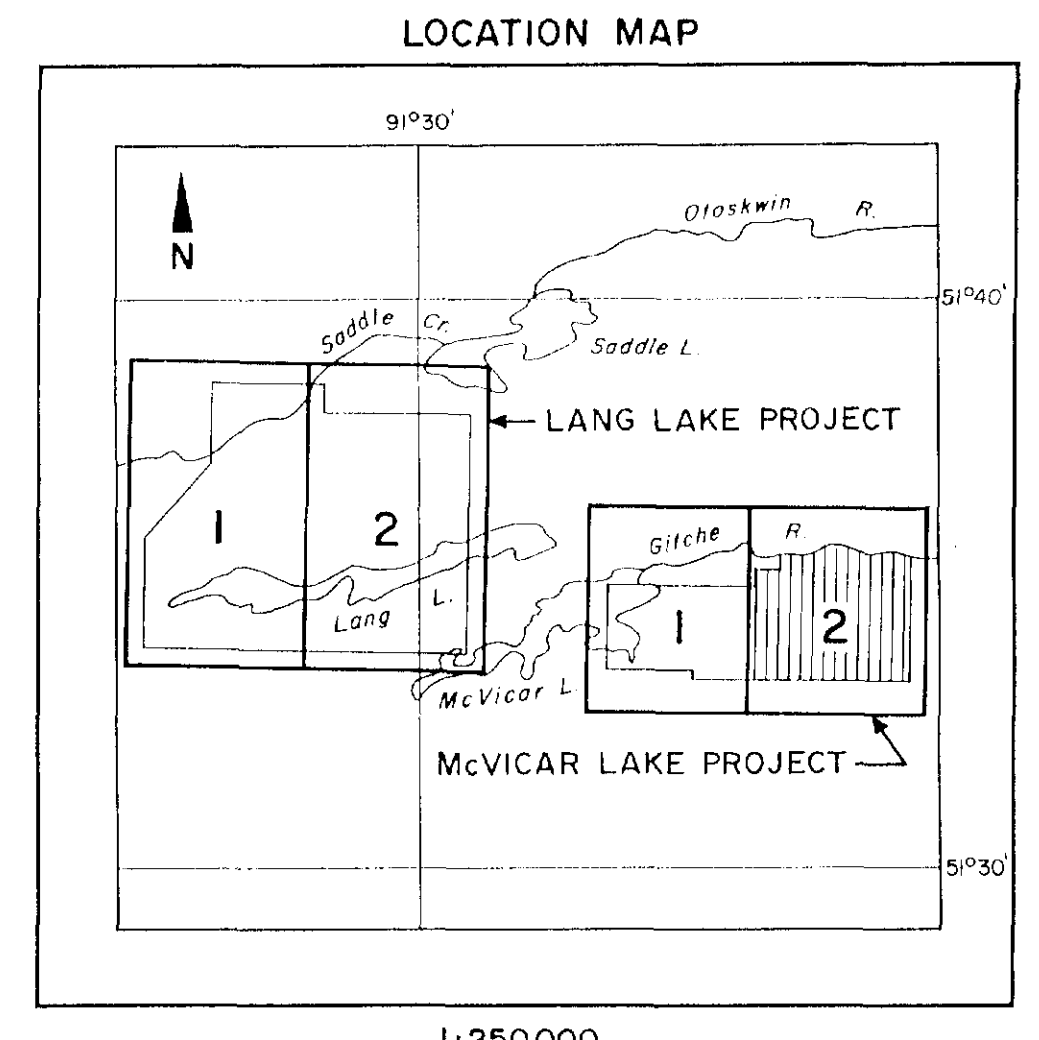 LOCATION MAP
91°30'
N
Otoskwin R.
51°40'
Saddle Cr.
Saddle L.
LANG LAKE PROJECT
1
2
Gitche R.
Lang L.
1
2
McVicar L.
McVICAR LAKE PROJECT
51°30'
1:250,000